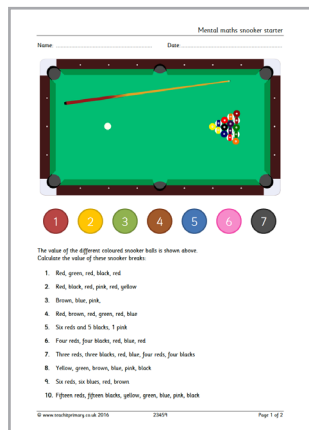 Mental maths snooker starter
Name Date
1 2 3 4 5 6 7
The value of the different coloured snooker balls is shown above.
Calculate the value of these snooker breaks:
1. Red, green, red, black, red
2. Red, black, red, pink, red, yellow
3. Brown, blue, pink,
4. Red, brown, red, green, red, blue
5. Six reds and 5 blacks, 1 pink
6. Four reds, four blacks, red, blue, red
7. Three reds, three blacks, red, blue, four reds, four blacks
8. Yellow, green, brown, blue, pink, black
9. Six reds, six blues, red, brown
10. Fifteen reds, fifteen blacks, yellow, green, blue, pink, black
© www.teachitprimary.co.uk 2016 23459 Page 1 of 2